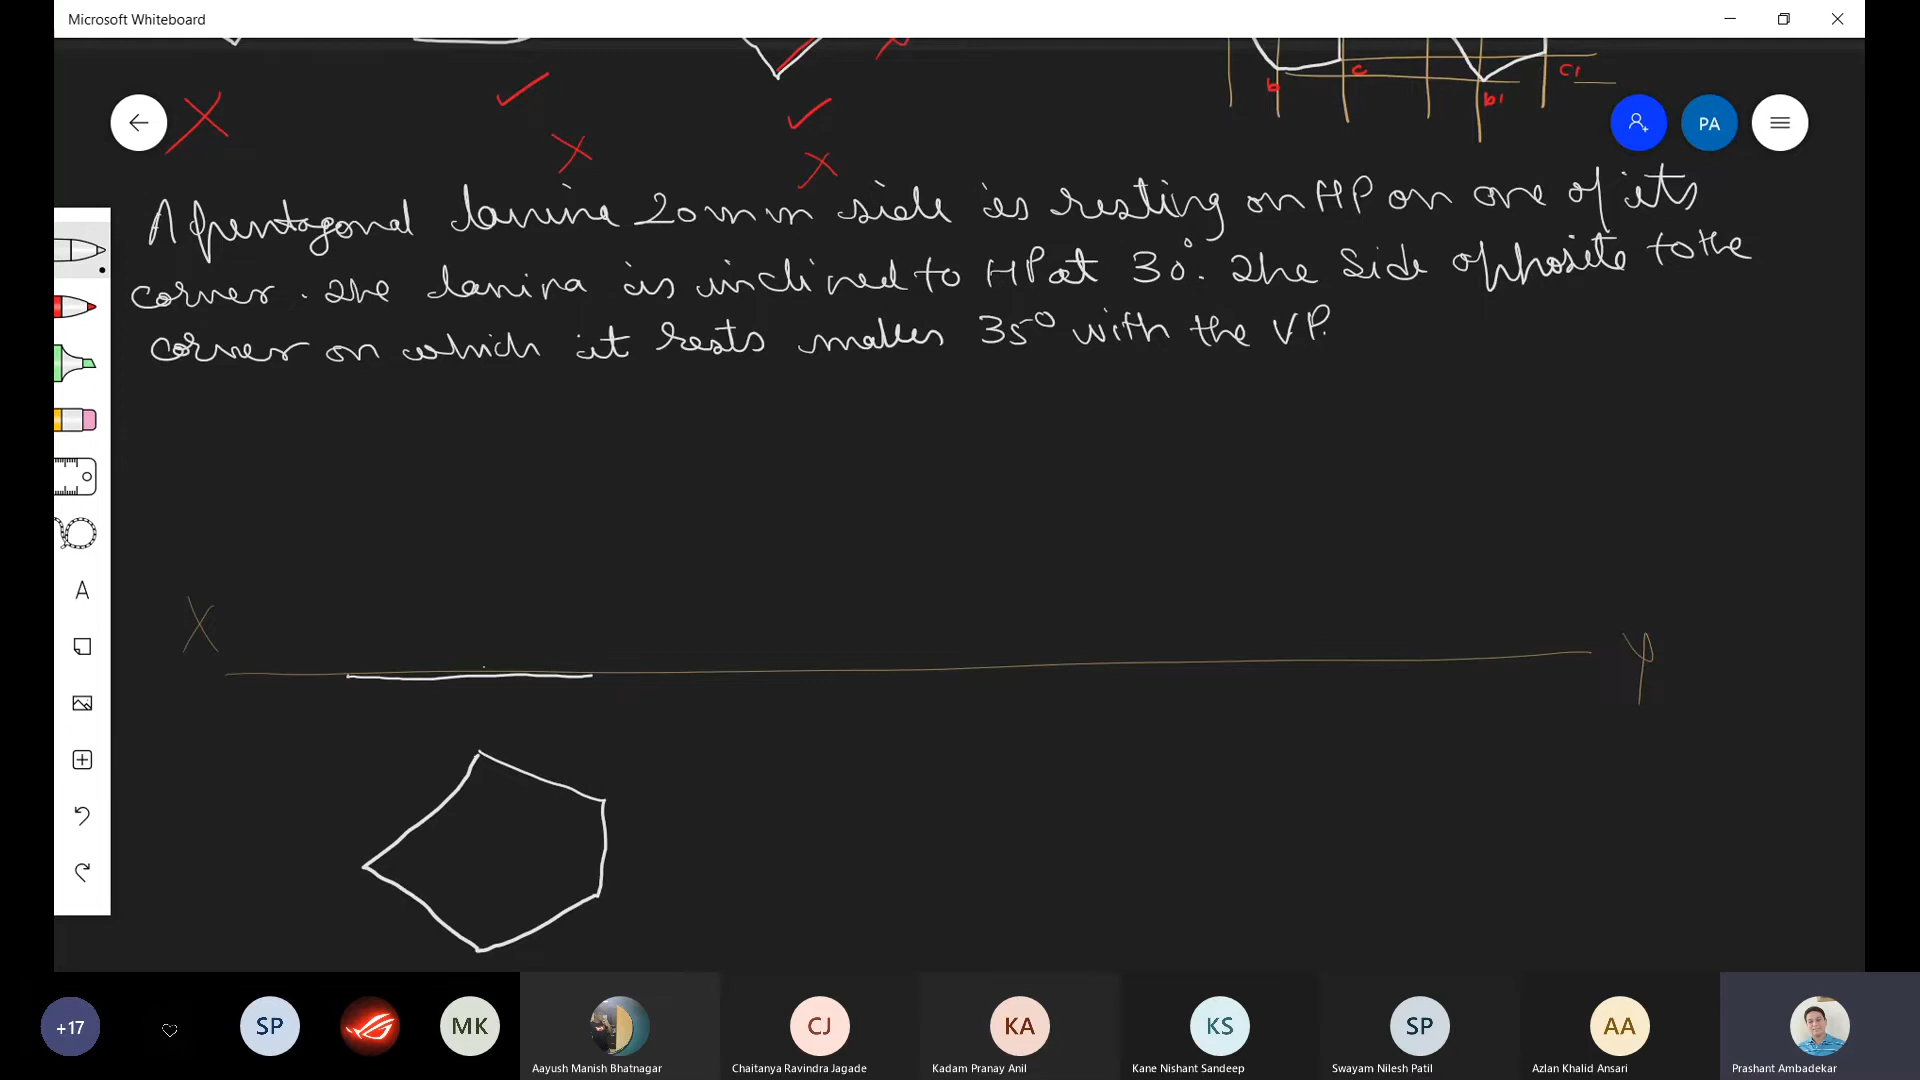 Microsoft Whiteboard
b
c
b1
c1
PA
A pentagonal lamina 20mm side is resting on HP on one of its
corner. The lamina is inclined to HP at 30°. The Side opposite to the
corner on which it rests makes 35° with the VP.
X
Y
A
+17
SP
MK
CJ
KA
KS
SP
AA
Aayush Manish Bhatnagar
Chaitanya Ravindra Jagade
Kadam Pranay Anil
Kane Nishant Sandeep
Swayam Nilesh Patil
Azlan Khalid Ansari
Prashant Ambadekar